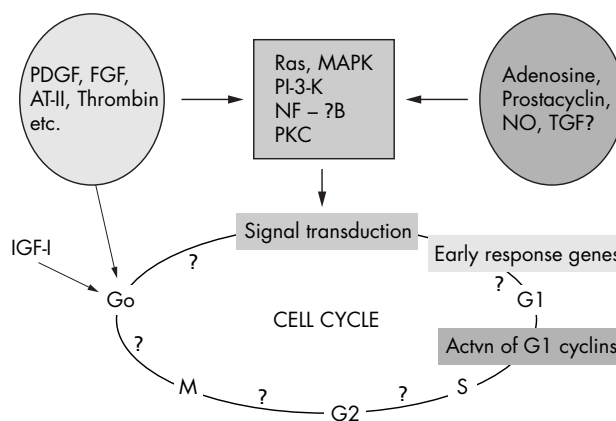 PDGF, FGF,
AT-II, Thrombin
etc.
Ras, MAPK
PI-3-K
NF – ?B
PKC
Adenosine,
Prostacyclin,
NO, TGF?
Signal transduction
IGF-I
Early response genes
?
Go
?
G1
CELL CYCLE
?
Actvn of G1 cyclins
M
?
G2
?
S